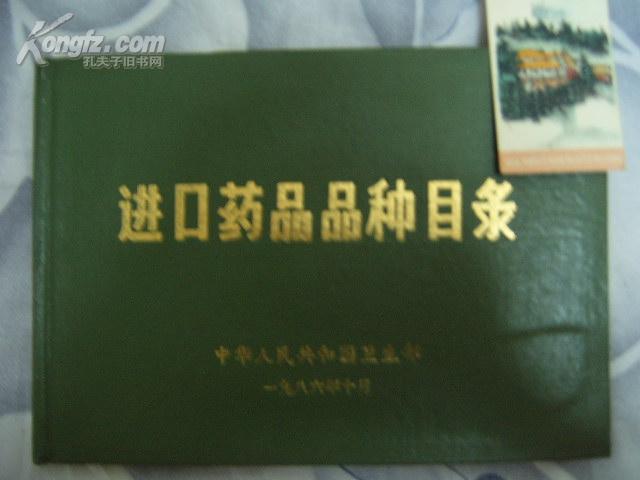 Kongfz.com
孔夫子旧书网
进口药品品种目录
中华人民共和国卫生部
一九八六年十月